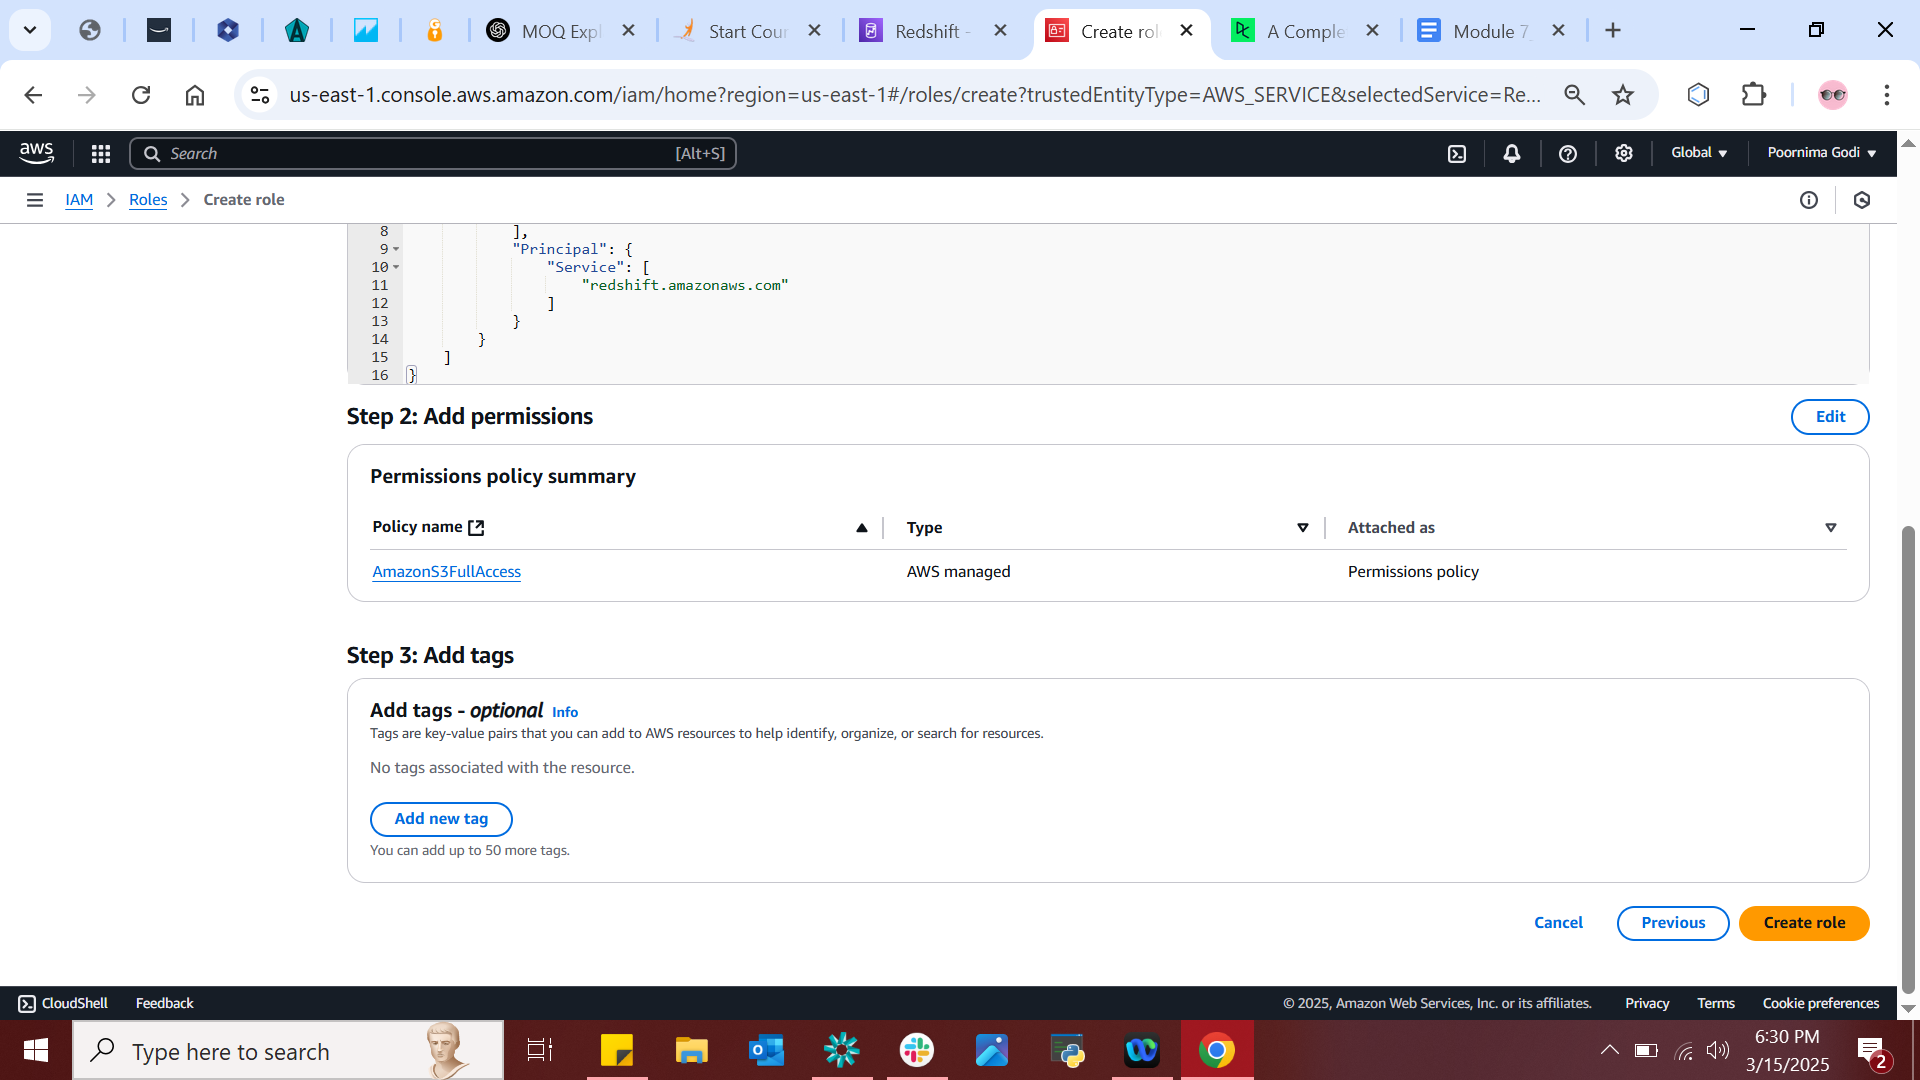 MOQ Exp
Start Cour
Redshift -
Create rol
A Comple
Module 7_
us-east-1.console.aws.amazon.com/iam/home?region=us-east-1#/roles/create?trustedEntityType=AWS_SERVICE&selectedService=Re...
aws
Search
[Alt+S]
Global
Poornima Godi
IAM
Roles
Create role
8 ],
9 "Principal": {
10 "Service": [
11 "redshift.amazonaws.com"
12 ]
13 }
14 }
15 ]
16 }
Step 2: Add permissions
Edit
Permissions policy summary
Policy name
Type
Attached as
AmazonS3FullAccess
AWS managed
Permissions policy
Step 3: Add tags
Add tags - optional Info
Tags are key-value pairs that you can add to AWS resources to help identify, organize, or search for resources.
No tags associated with the resource.
Add new tag
You can add up to 50 more tags.
Cancel
Previous
Create role
CloudShell
Feedback
© 2025, Amazon Web Services, Inc. or its affiliates.
Privacy
Terms
Cookie preferences
Type here to search
6:30 PM
3/15/2025
2